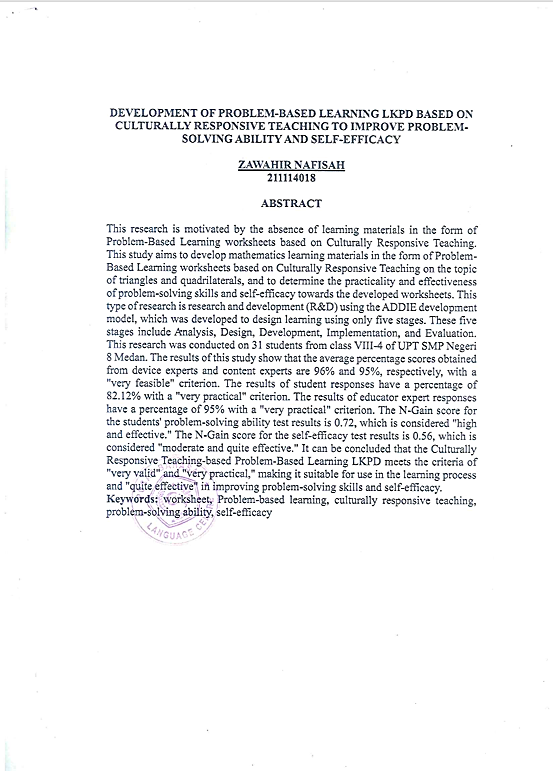 DEVELOPMENT OF PROBLEM-BASED LEARNING LKPD BASED ON
CULTURALLY RESPONSIVE TEACHING TO IMPROVE PROBLEM-
SOLVING ABILITY AND SELF-EFFICACY
ZAWAHIR NAFISAH
211114018
ABSTRACT
This research is motivated by the absence of learning materials in the form of
Problem-Based Learning worksheets based on Culturally Responsive Teaching.
This study aims to develop mathematics learning materials in the form of Problem-
Based Learning worksheets based on Culturally Responsive Teaching on the topic
of triangles and quadrilaterals, and to determine the practicality and effectiveness
of problem-solving skills and self-efficacy towards the developed worksheets. This
type of research is research and development (R&D) using the ADDIE development
model, which was developed to design learning using only five stages. These five
stages include Analysis, Design, Development, Implementation, and Evaluation.
This research was conducted on 31 students from class VIII-4 of UPT SMP Negeri
8 Medan. The results of this study show that the average percentage scores obtained
from device experts and content experts are 96% and 95%, respectively, with a
"very feasible" criterion. The results of student responses have a percentage of
82.12% with a "very practical" criterion. The results of educator expert responses
have a percentage of 95% with a "very practical" criterion. The N-Gain score for
the students' problem-solving ability test results is 0.72, which is considered "high
and effective." The N-Gain score for the self-efficacy test results is 0.56, which is
considered "moderate and quite effective." It can be concluded that the Culturally
Responsive Teaching-based Problem-Based Learning LKPD meets the criteria of
"very valid" and "very practical," making it suitable for use in the learning process
and "quite effective" in improving problem-solving skills and self-efficacy.
Keywords: worksheet, Problem-based learning, culturally responsive teaching,
problem-solving ability, self-efficacy
LANGUAGE